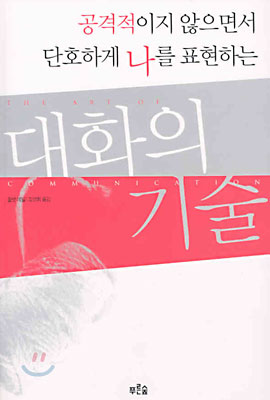 공격적이지 않으면서
단호하게 나를 표현하는
THE ART OF
대화의
COMMUNICATION
기술
푸른숲